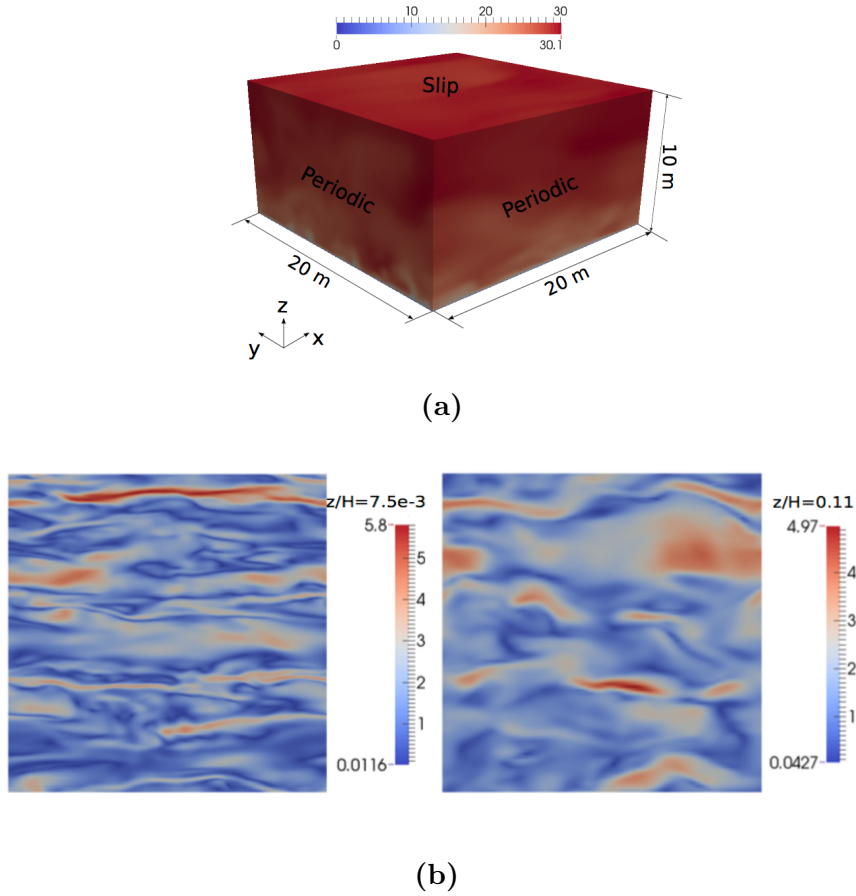 10 20 30
0 30.1
Slip
Periodic
Periodic
10 m
20 m
20 m
z
y
x
(a)
z/H=7.5e-3
5.8
5
4
3
2
1
0.0116
z/H=0.11
4.97
4
3
2
1
0.0427
(b)